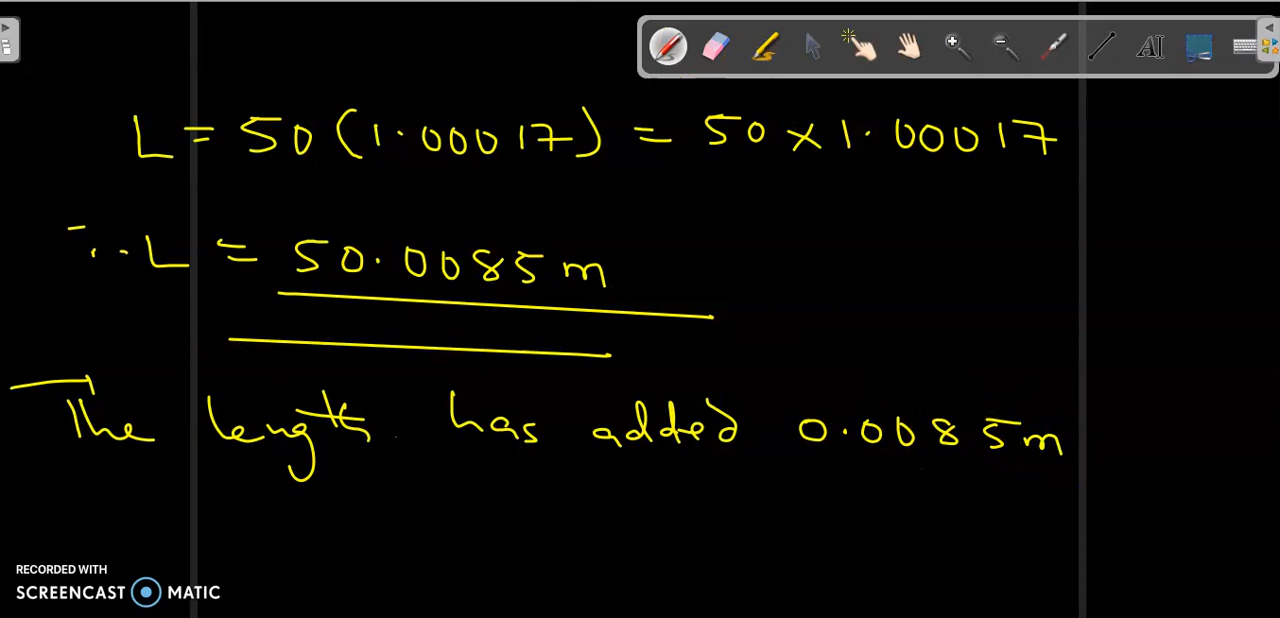 L = 50 (1.00017) = 50 × 1.00017
∴ L = 50.0085 m
The length has added 0.0085 m
RECORDED WITH
SCREENCAST MATIC